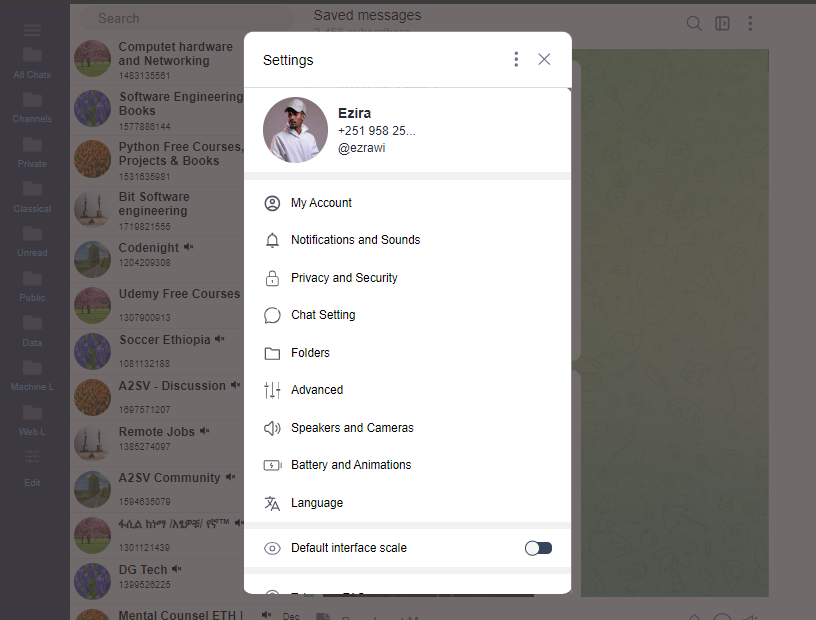 Search
Saved messages
All Chats
Channels
Private
Classical
Unread
Public
Data
Machine L
Web L
Edit
Computet hardware
and Networking
1483135561
Software Engineering
Books
1577886144
Python Free Courses,
Projects & Books
1531635981
Bit Software
engineering
1719821555
Codenight
1204209308
Udemy Free Courses
1307900913
Soccer Ethiopia
1081132188
A2SV - Discussion
1697571207
Remote Jobs
1385274097
A2SV Community
1594635079
1301121439
DG Tech
1399526225
Mental Counsel ETH |
Dec
Settings
Ezira
+251 958 25...
@ezrawi
My Account
Notifications and Sounds
Privacy and Security
Chat Setting
Folders
Advanced
Speakers and Cameras
Battery and Animations
Language
Default interface scale